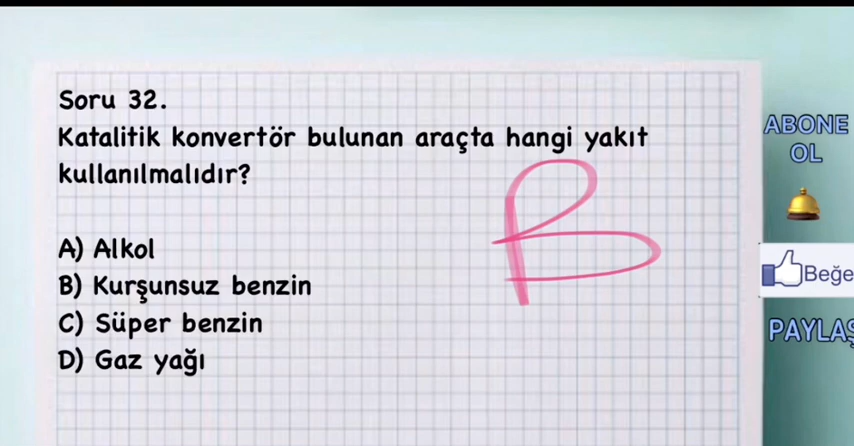 Soru 32.
Katalitik konvertör bulunan araçta hangi yakıt
kullanılmalıdır?
B
A) Alkol
B) Kurşunsuz benzin
C) Süper benzin
D) Gaz yağı
ABONE
OL
Beğe
PAYLAŞ